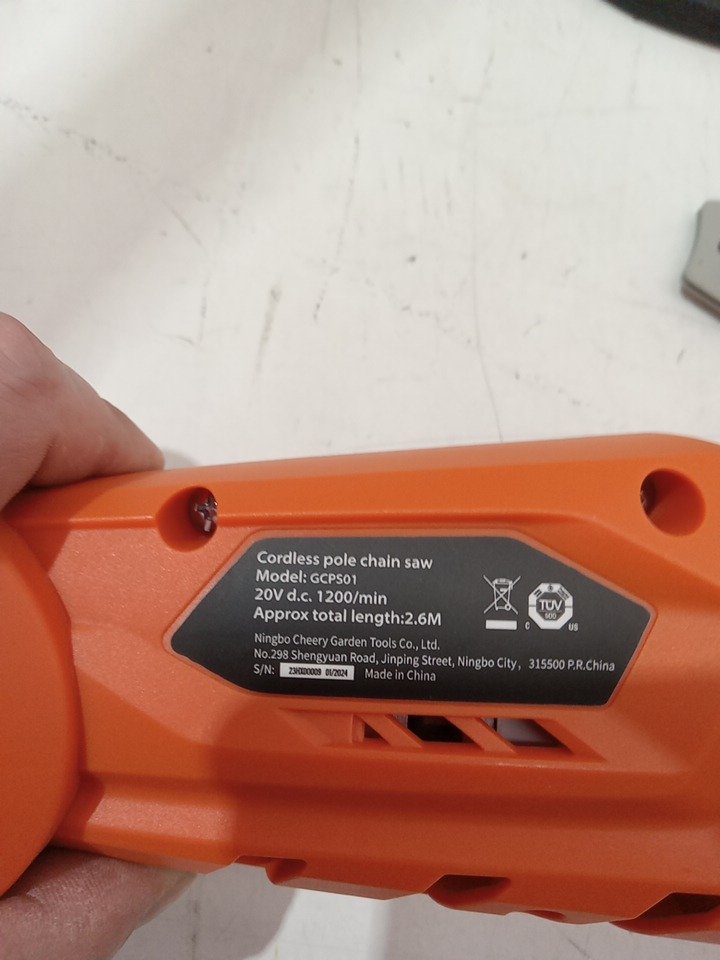 Cordless pole chain saw
Model: GCPS01
20V d.c. 1200/min
Approx total length:2.6M
TÜV
C US
Ningbo Cheery Garden Tools Co., Ltd.
No.298 Shengyuan Road, Jinping Street, Ningbo City, 315500 P.R.China
S/N: 23HXD0009 01/2024 Made in China